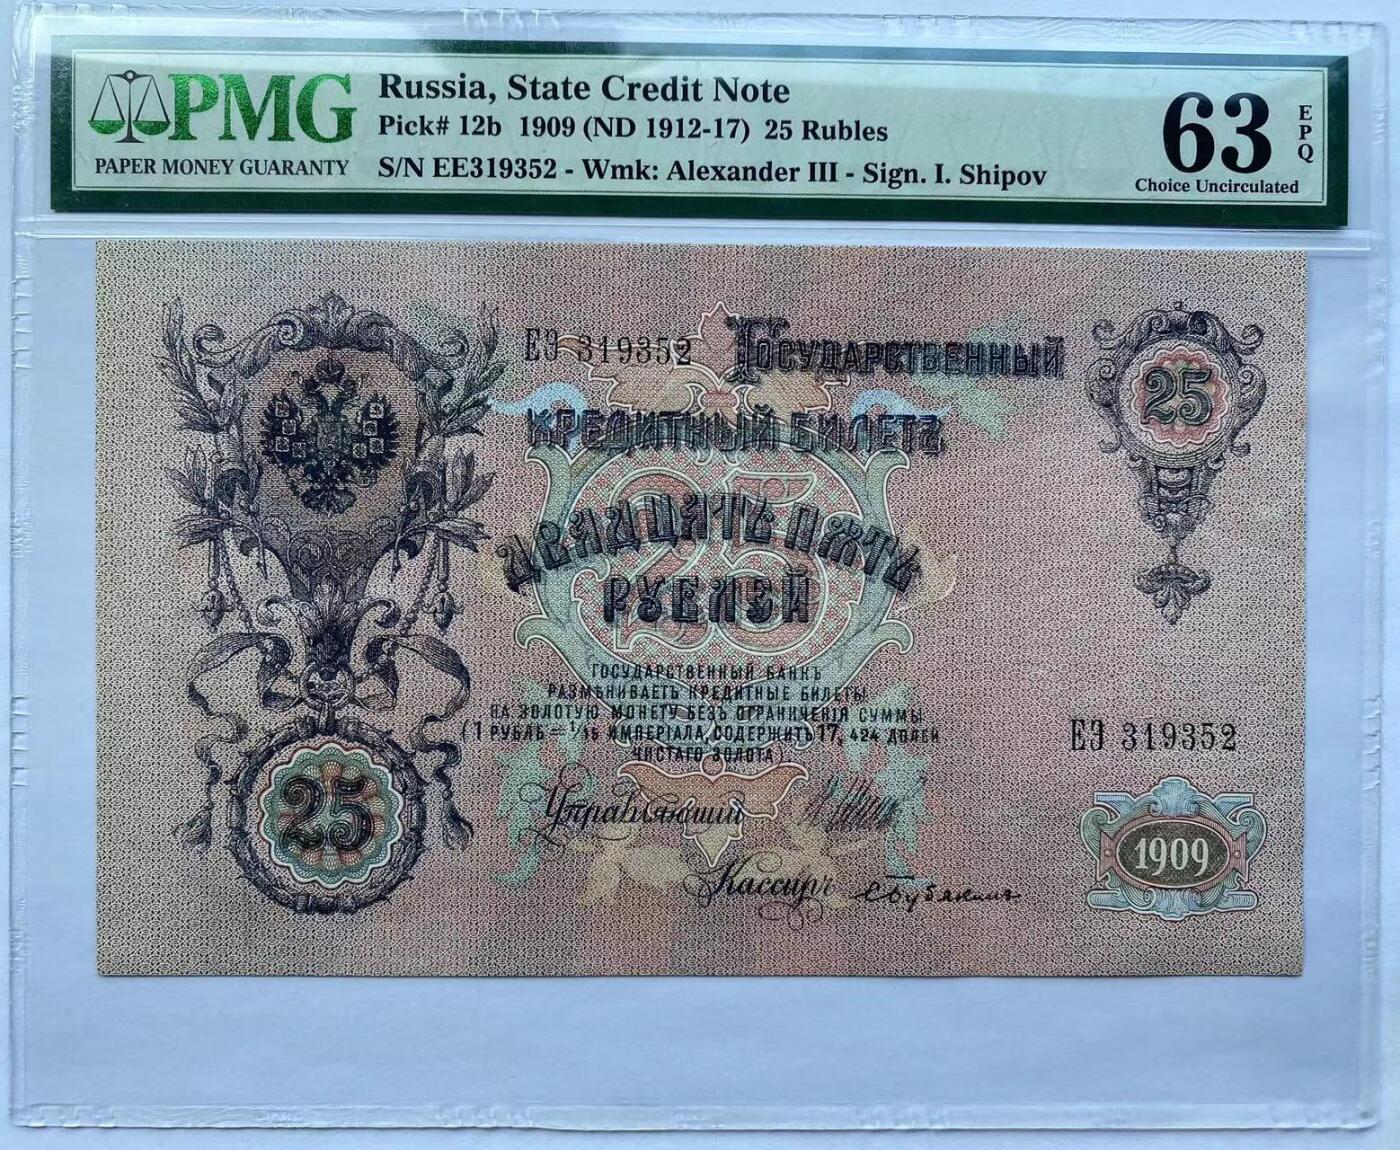 PMG
PAPER MONEY GUARANTY
Russia, State Credit Note
Pick# 12b 1909 (ND 1912-17) 25 Rubles
S/N EE319352 - Wmk: Alexander III - Sign. I. Shipov
63 EPQ
Choice Uncirculated
ЕЭ 319352 ГОСУДАРСТВЕННЫЙ
КРЕДИТНЫЙ БИЛЕТЪ
25
25
ДВАДЦАТЬ ПЯТЬ
РУБЛЕЙ
ГОСУДАРСТВЕННЫЙ БАНКЪ
РАЗМѢНИВАЕТЪ КРЕДИТНЫЕ БИЛЕТЫ
НА ЗОЛОТУЮ МОНЕТУ БЕЗЪ ОГРАНИЧЕНІЯ СУММЫ
(1 РУБЛЬ = 1/15 ИМПЕРІАЛА, СОДЕРЖИТЪ 17, 424 ДОЛЕЙ
ЧИСТАГО ЗОЛОТА)
ЕЭ 319352
25
Управляющій
Кассиръ
1909